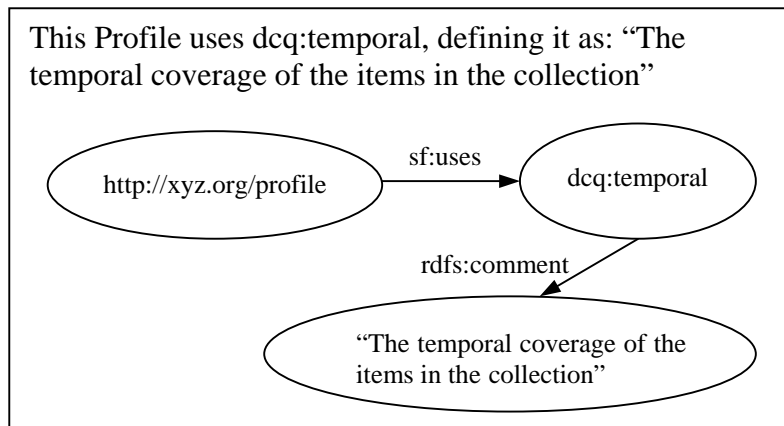 This Profile uses dcq:temporal, defining it as: “The
temporal coverage of the items in the collection”
sf:uses
http://xyz.org/profile
dcq:temporal
rdfs:comment
“The temporal coverage of the
items in the collection”